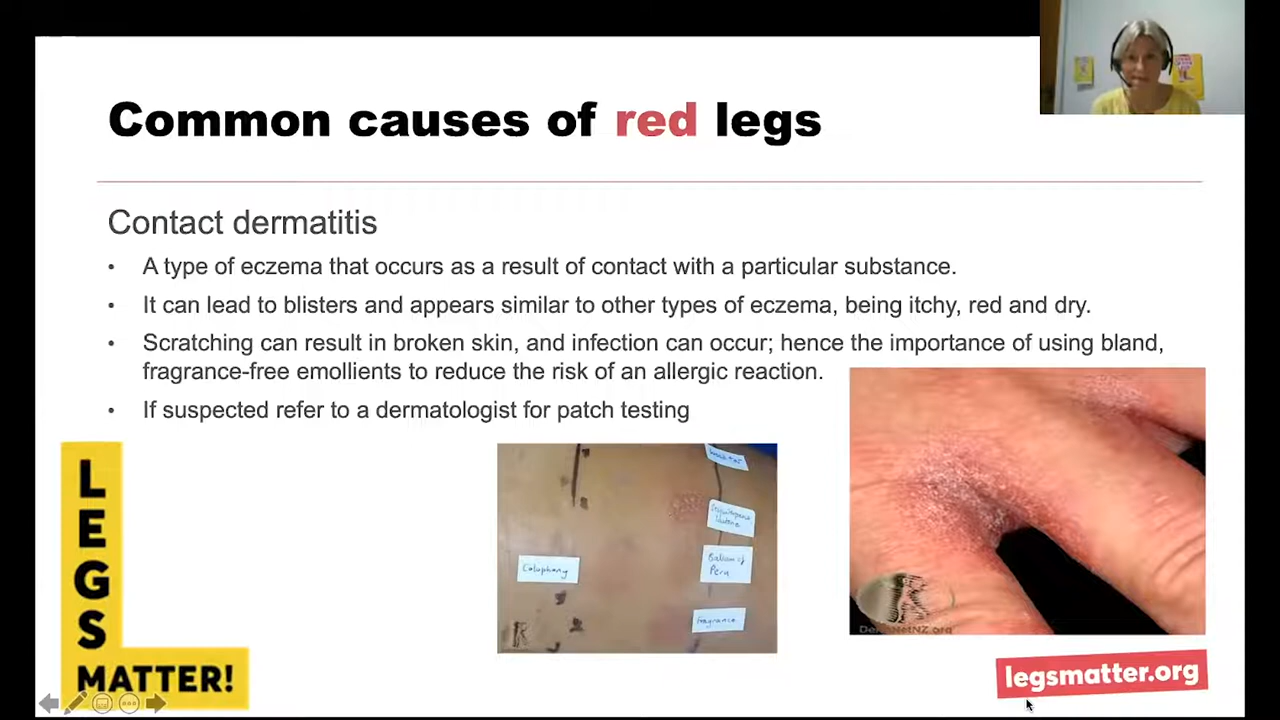 Common causes of red legs
Contact dermatitis
• A type of eczema that occurs as a result of contact with a particular substance.
• It can lead to blisters and appears similar to other types of eczema, being itchy, red and dry.
• Scratching can result in broken skin, and infection can occur; hence the importance of using bland,
fragrance-free emollients to reduce the risk of an allergic reaction.
• If suspected refer to a dermatologist for patch testing
LEGS
MATTER!
Colophony
Balsam of
Peru
Fragrance
legsmatter.org